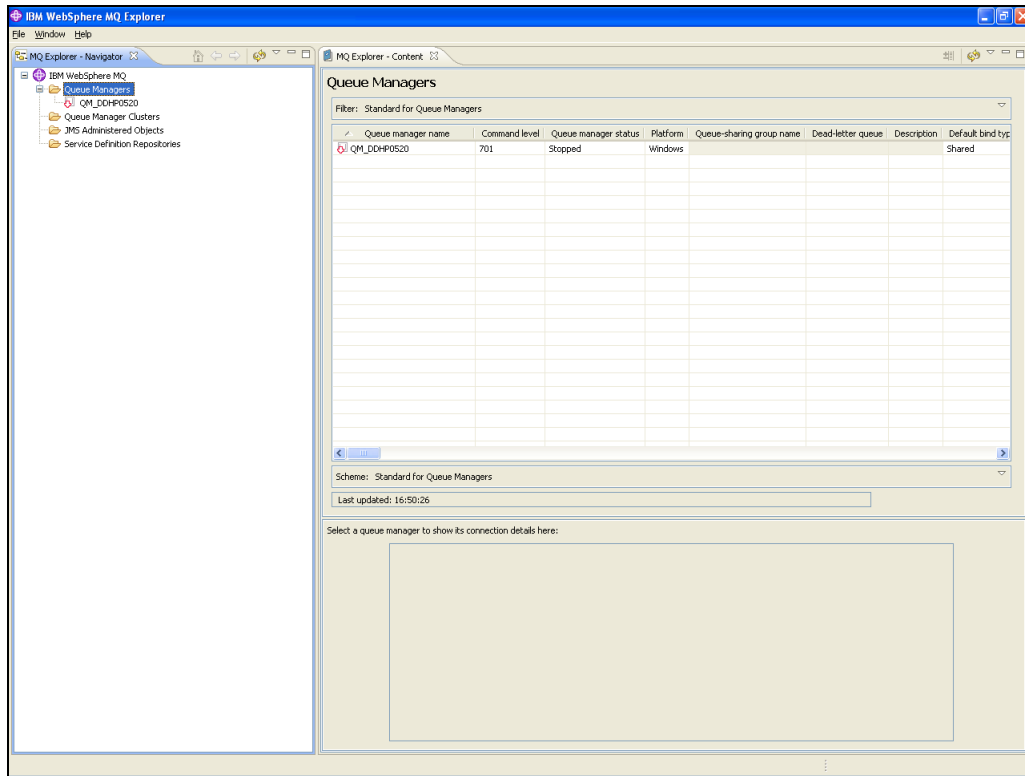 IBM WebSphere MQ Explorer
File Window Help
MQ Explorer - Navigator
IBM WebSphere MQ
Queue Managers
QM_DDHP0520
Queue Manager Clusters
JMS Administered Objects
Service Definition Repositories
MQ Explorer - Content
Queue Managers
Filter: Standard for Queue Managers
Queue manager name Command level Queue manager status Platform Queue-sharing group name Dead-letter queue Description Default bind typ
QM_DDHP0520 701 Stopped Windows Shared
Scheme: Standard for Queue Managers
Last updated: 16:50:26
Select a queue manager to show its connection details here: